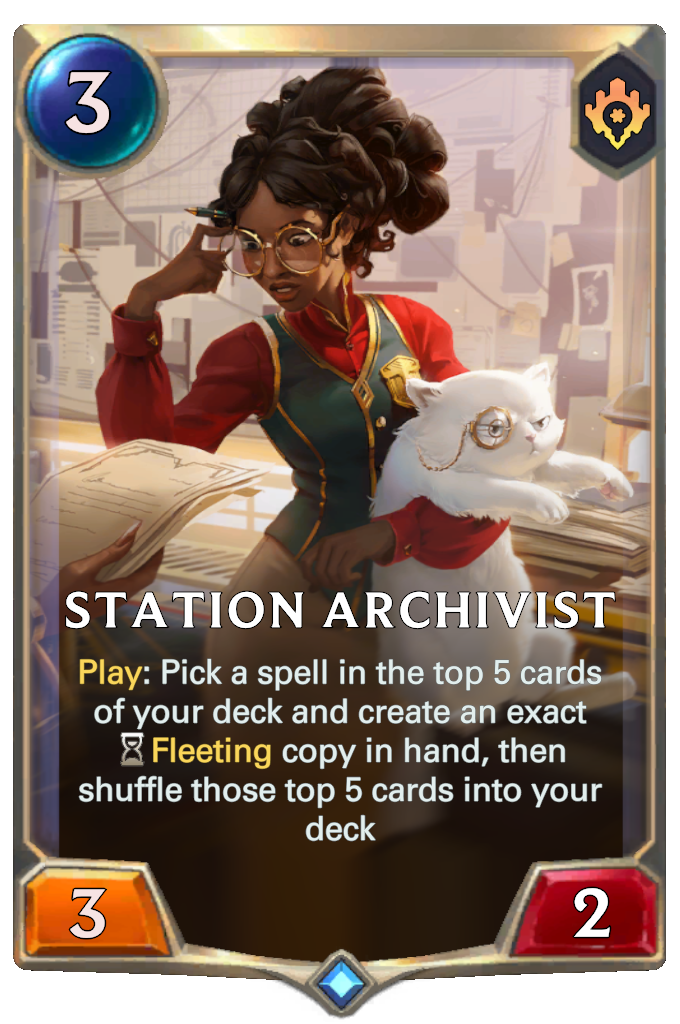 3
STATION ARCHIVIST
Play: Pick a spell in the top 5 cards
of your deck and create an exact
Fleeting copy in hand, then
shuffle those top 5 cards into your
deck
3
2